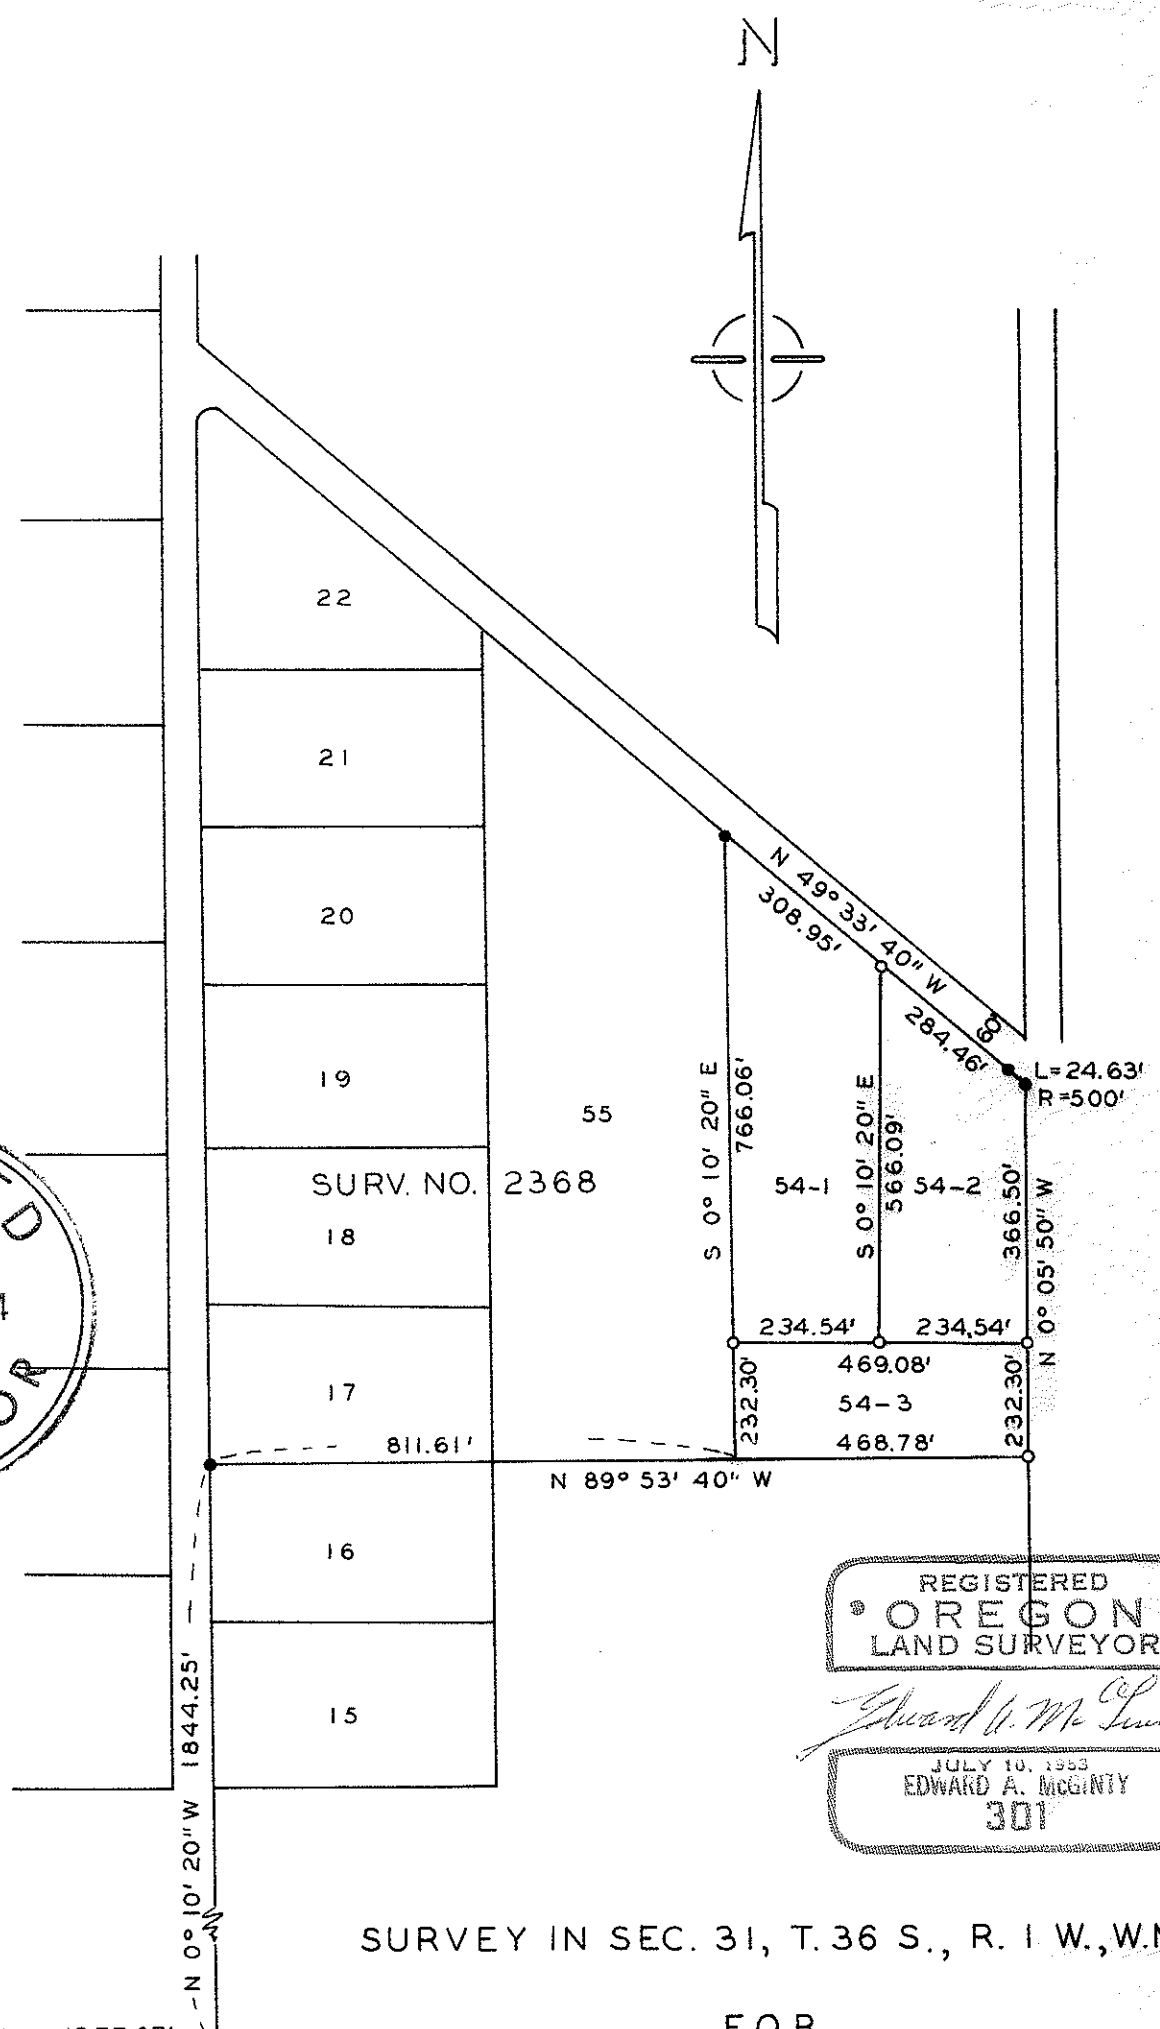 N
22
21
20
19
18
17
16
15
55
SURV. NO. 2368
N 49° 33' 40" W
308.95'
284.46'
60'
L=24.63'
R=500'
S 0° 10' 20" E
766.06'
S 0° 10' 20" E
566.09'
54-1
54-2
366.50'
N 0° 05' 50" W
234.54'
234.54'
469.08'
232.30'
54-3
232.30'
468.78'
811.61'
N 89° 53' 40" W
1844.25'
N 0° 10' 20" W
REGISTERED
OREGON
LAND SURVEYOR
JULY 10, 1953
EDWARD A. McGINTY
301
SURVEY IN SEC. 31, T. 36 S., R. 1 W.,
FOR